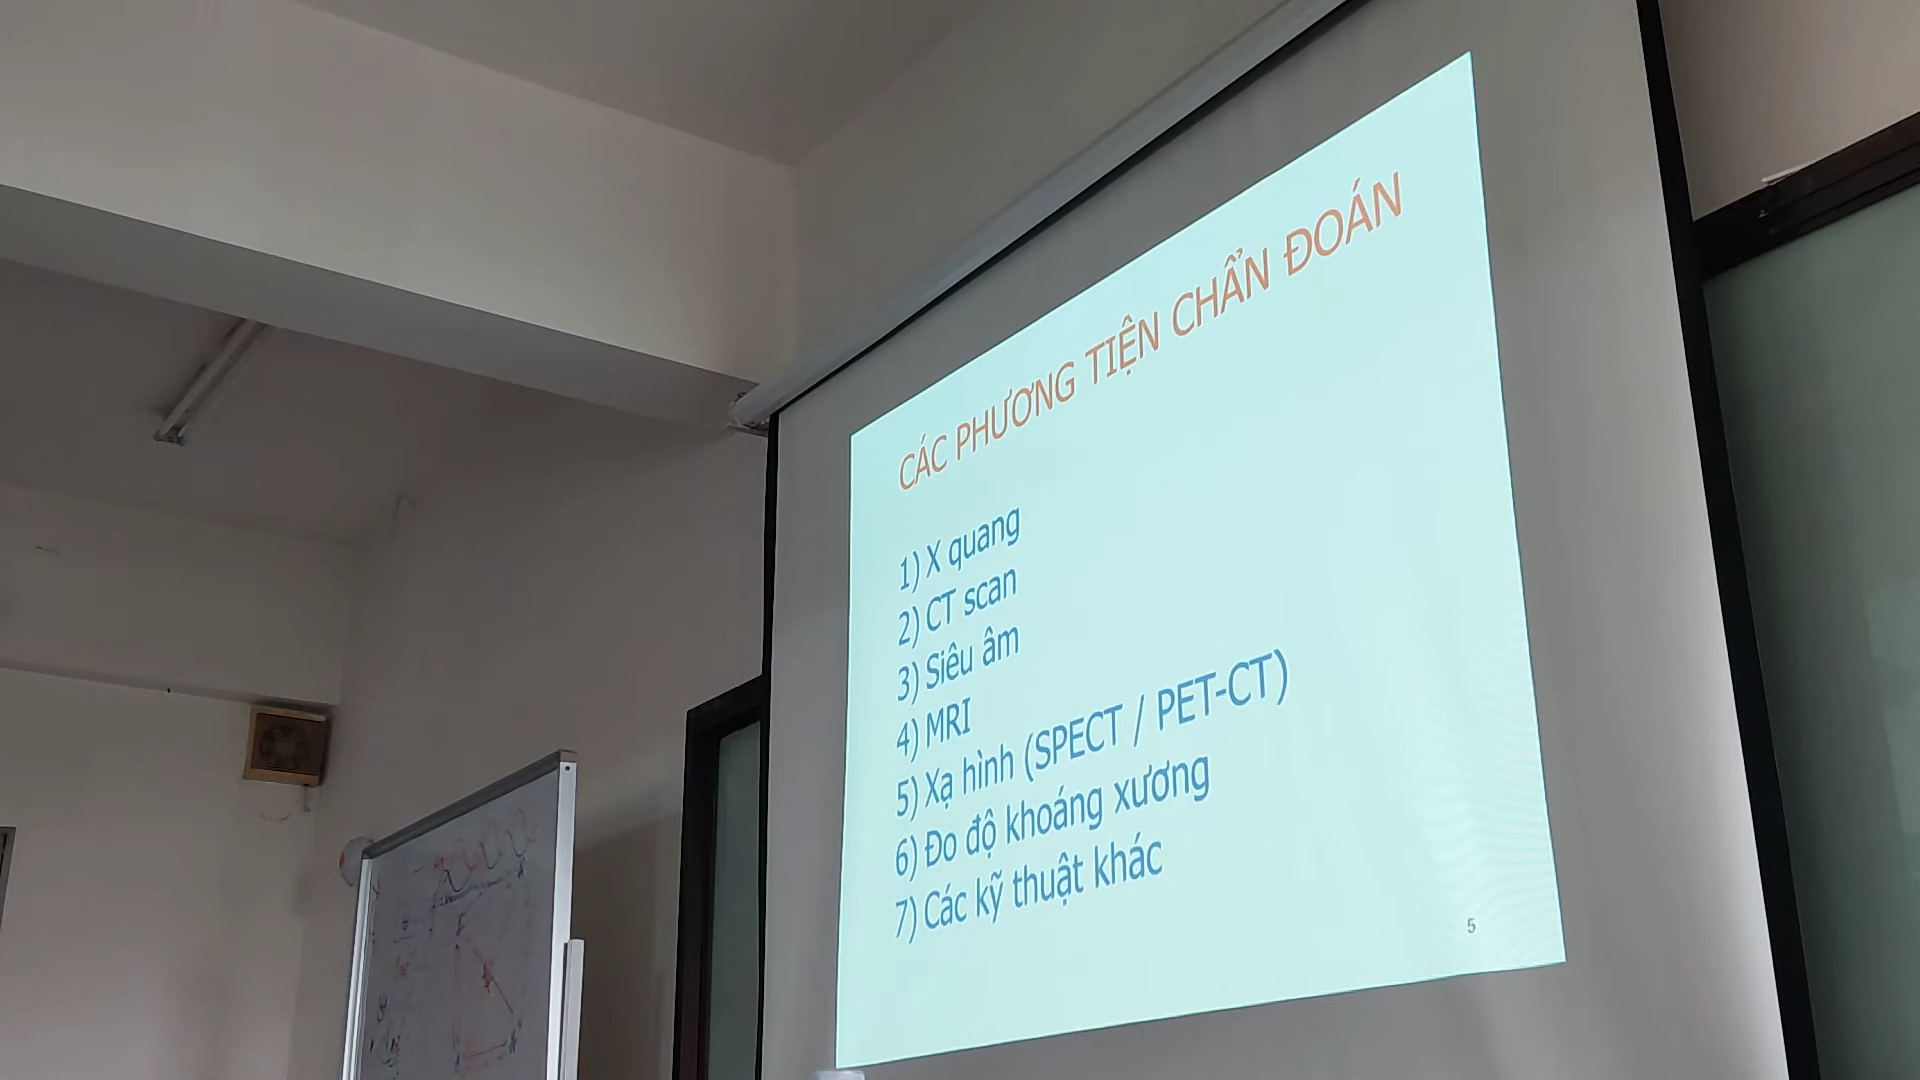 CÁC PHƯƠNG TIỆN CHẨN ĐOÁN
1) X quang
2) CT scan
3) Siêu âm
4) MRI
5) Xạ hình (SPECT / PET-CT)
6) Đo độ khoáng xương
7) Các kỹ thuật khác
5